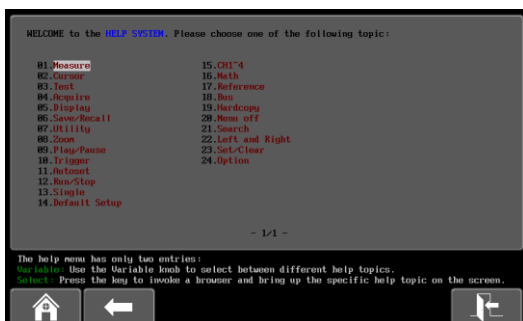 WELCOME to the HELP SYSTEM. Please choose one of the following topic:
01.Measure
02.Cursor
03.Test
04.Acquire
05.Display
06.Save/Recall
07.Utility
08.Zoom
09.Play/Pause
10.Trigger
11.Autoset
12.Run/Stop
13.Single
14.Default Setup
15.CH1~4
16.Math
17.Reference
18.Bus
19.Hardcopy
20.Menu off
21.Search
22.Left and Right
23.Set/Clear
24.Option
- 1/1 -
The help menu has only two entries:
Variable: Use the Variable knob to select between different help topics.
Select: Press the key to invoke a browser and bring up the specific help topic on the screen.